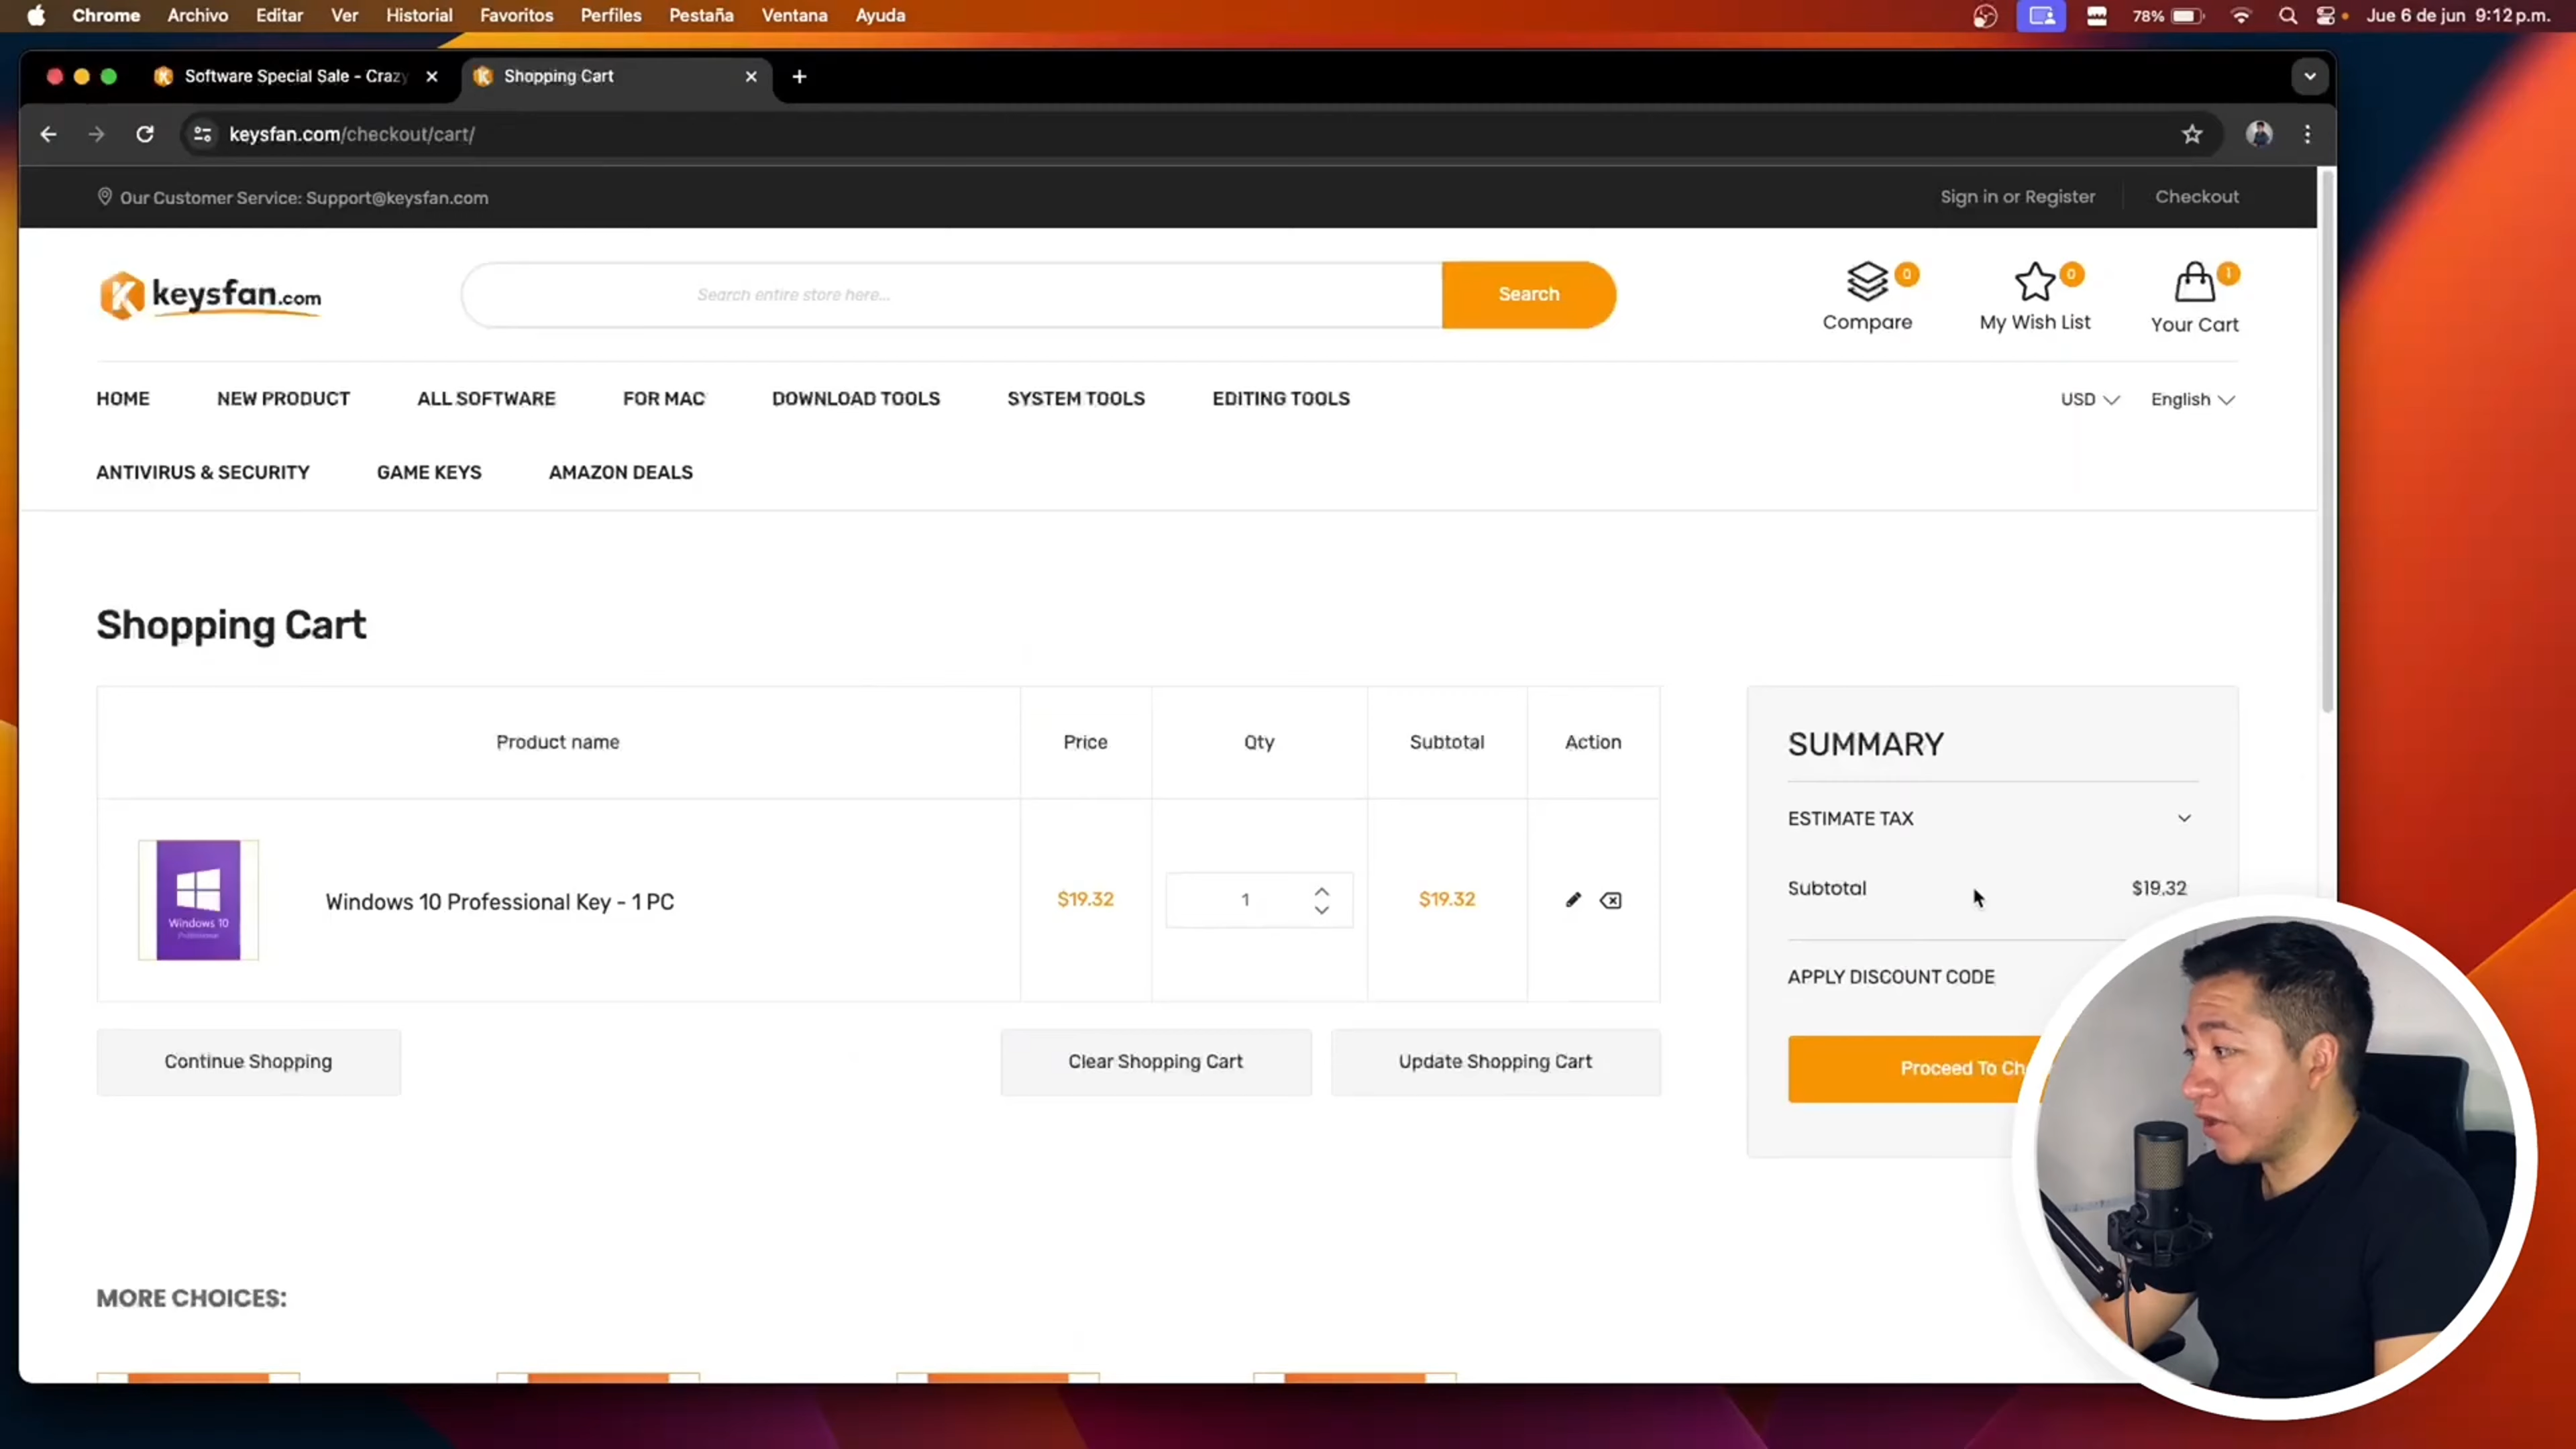 Chrome Archivo Editar Ver Historial Favoritos Perfiles Pestaña Ventana Ayuda 78% Jue 6 de jun 9:12 p.m.
Software Special Sale - Crazy Shopping Cart
keysfan.com/checkout/cart/
Our Customer Service: Support@keysfan.com Sign in or Register Checkout
keysfan.com Search entire store here... Search 0 0 1
Compare My Wish List Your Cart
HOME NEW PRODUCT ALL SOFTWARE FOR MAC DOWNLOAD TOOLS SYSTEM TOOLS EDITING TOOLS USD English
ANTIVIRUS & SECURITY GAME KEYS AMAZON DEALS
Shopping Cart
Product name Price Qty Subtotal Action
Windows 10
Professional
Windows 10 Professional Key - 1 PC $19.32 1 $19.32
Continue Shopping Clear Shopping Cart Update Shopping Cart
SUMMARY
ESTIMATE TAX
Subtotal $19.32
APPLY DISCOUNT CODE
Proceed To Ch
MORE CHOICES: